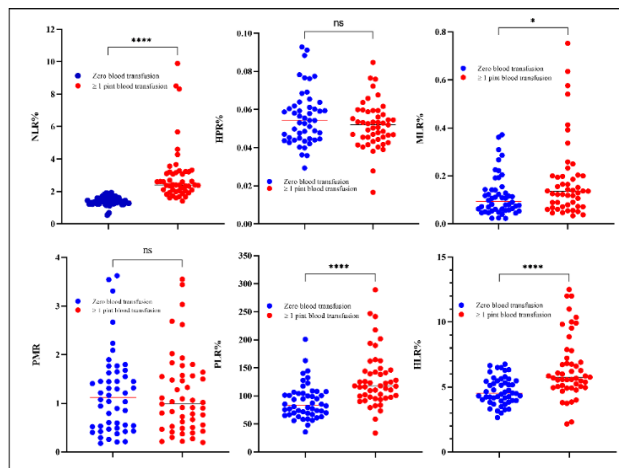 ****
Zero blood transfusion
≥ 1 pint blood transfusion
NLR%
12
10
8
6
4
2
0
ns
Zero blood transfusion
≥ 1 pint blood transfusion
HPR%
0.10
0.08
0.06
0.04
0.02
0.00
*
Zero blood transfusion
≥ 1 pint blood transfusion
MLR%
0.8
0.6
0.4
0.2
0.0
ns
Zero blood transfusion
≥ 1 pint blood transfusion
PMR
4
3
2
1
0
****
Zero blood transfusion
≥ 1 pint blood transfusion
PLR%
350
300
250
200
150
100
50
0
****
Zero blood transfusion
≥ 1 pint blood transfusion
HLR%
15
10
5
0